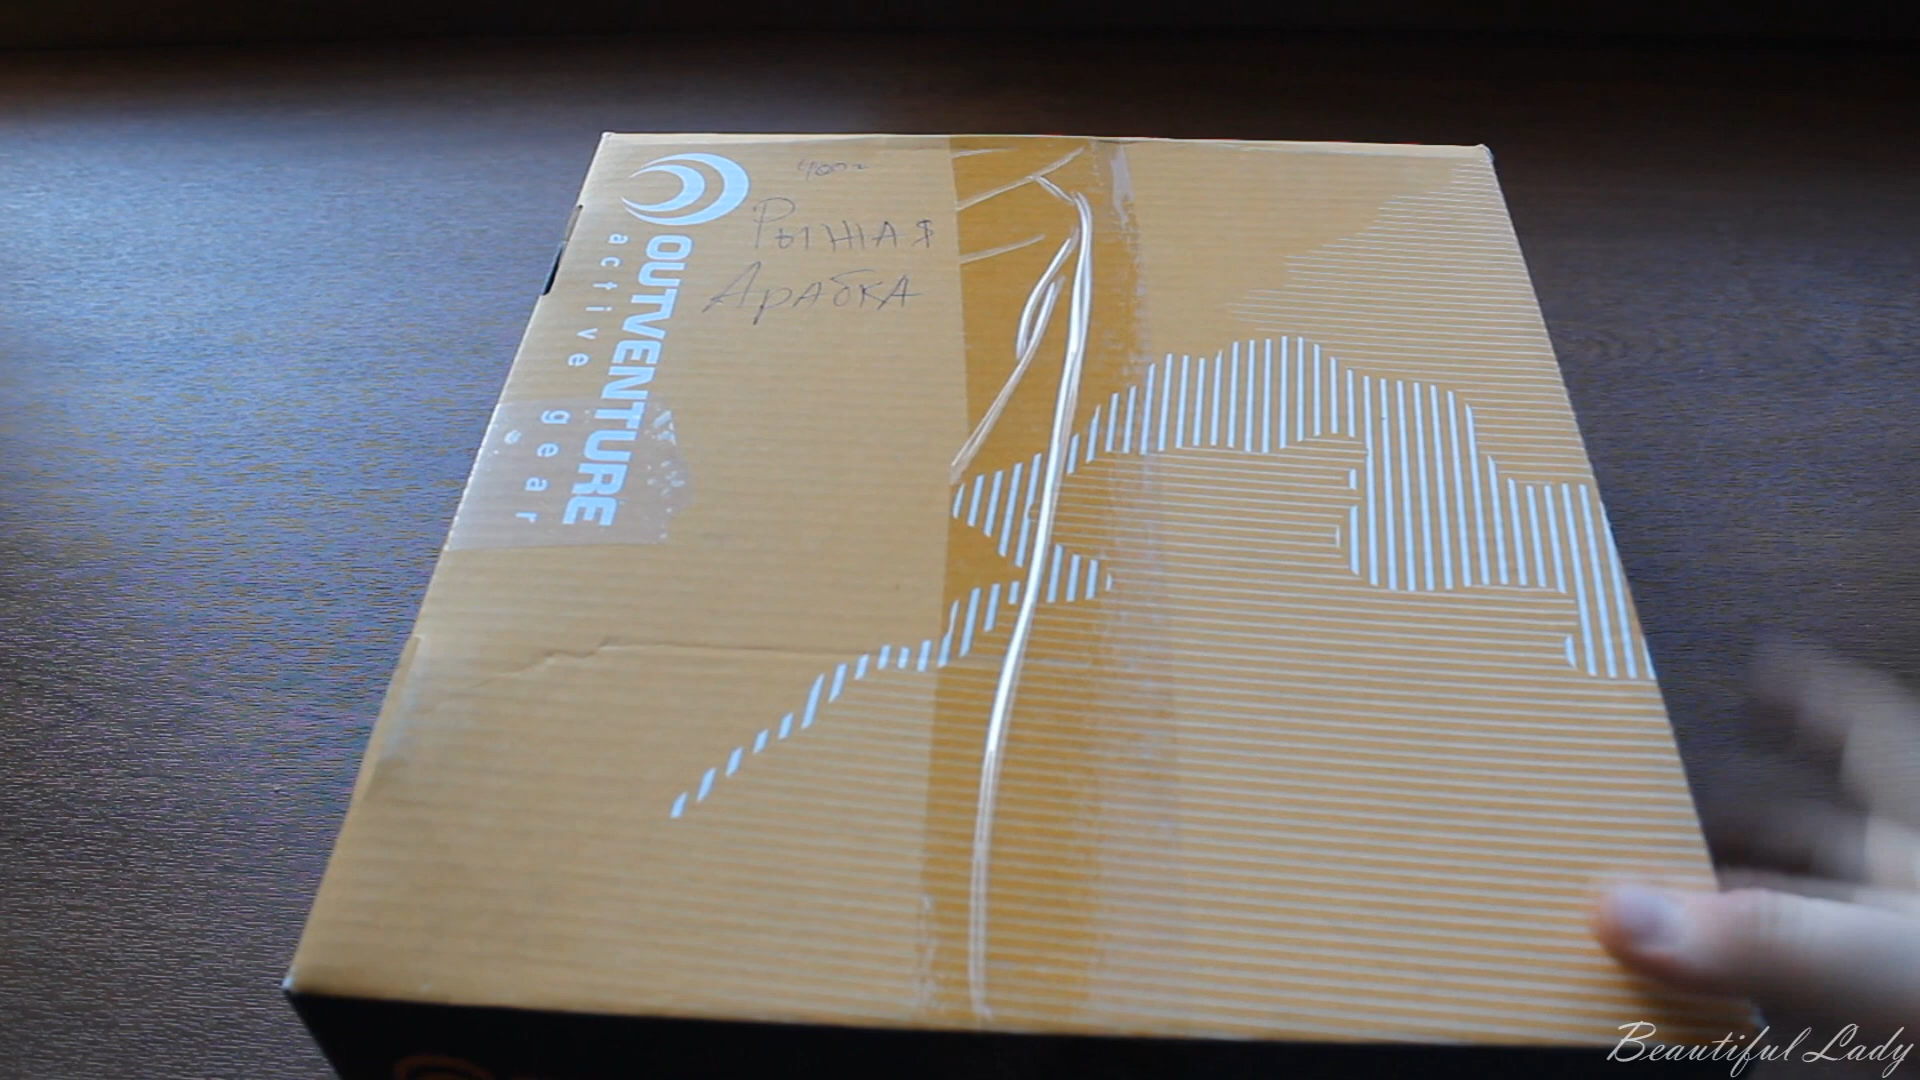 400г
Рыжая
Арабка
OUTVENTURE
active gear
Beautiful Lady